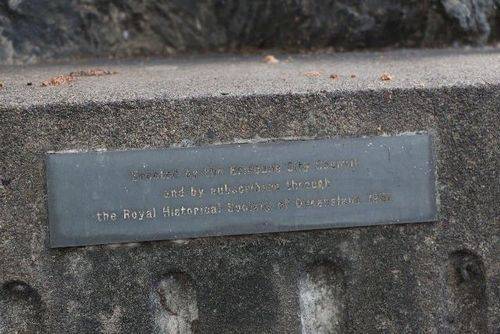 Erected by the Brisbane City Council
and by subscribers through
the Royal Historical Society of Queensland